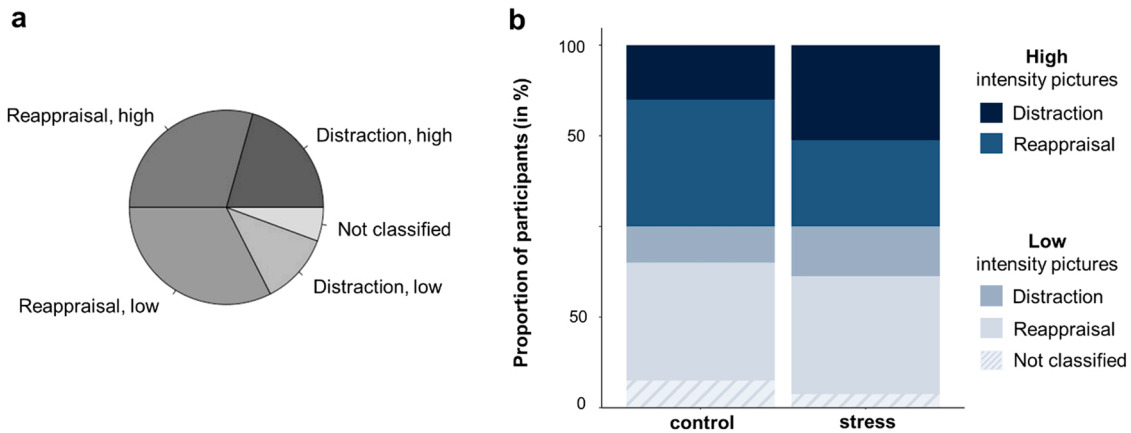 a
Reappraisal, high
Distraction, high
Not classified
Distraction, low
Reappraisal, low
b
Proportion of participants (in %)
100
50
50
0
control
stress
High
intensity pictures
Distraction
Reappraisal
Low
intensity pictures
Distraction
Reappraisal
Not classified